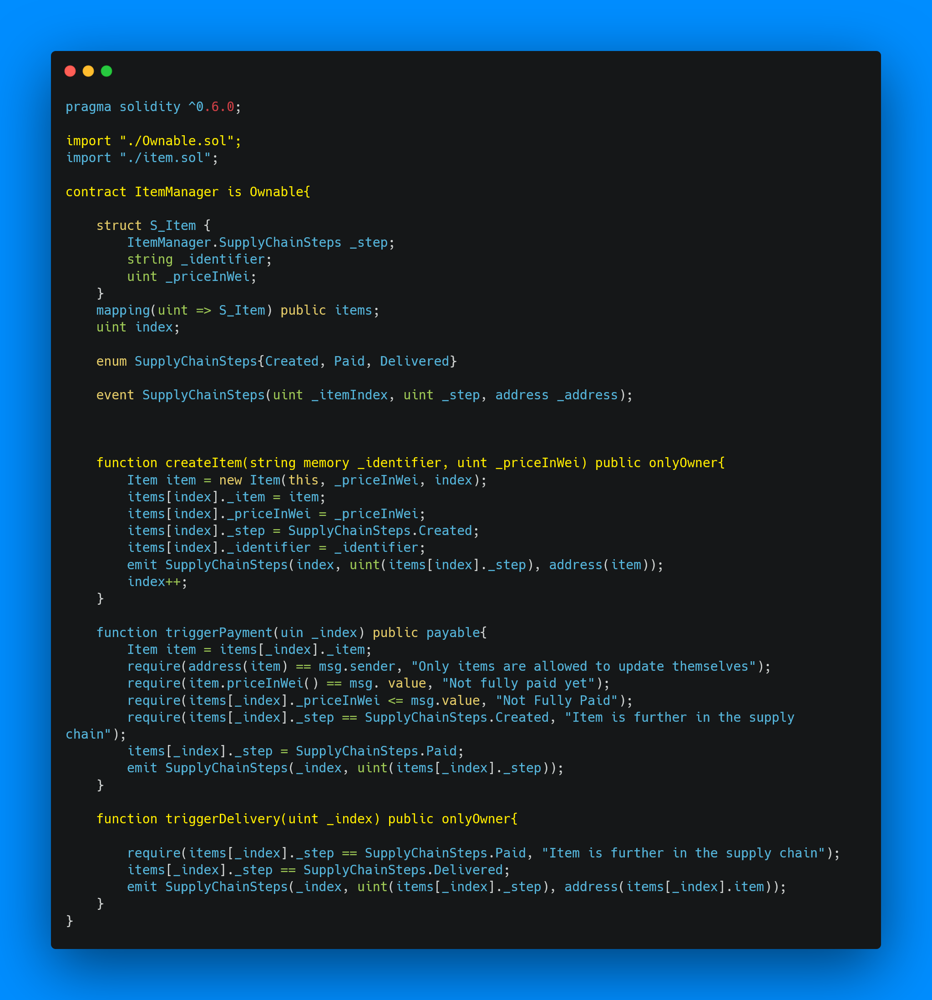 pragma solidity ^0.6.0;

import "./Ownable.sol";
import "./item.sol";

contract ItemManager is Ownable{

    struct S_Item {
        ItemManager.SupplyChainSteps _step;
        string _identifier;
        uint _priceInWei;
    }
    mapping(uint => S_Item) public items;
    uint index;

    enum SupplyChainSteps{Created, Paid, Delivered}

    event SupplyChainSteps(uint _itemIndex, uint _step, address _address);

    function createItem(string memory _identifier, uint _priceInWei) public onlyOwner{
        Item item = new Item(this, _priceInWei, index);
        items[index]._item = item;
        items[index]._priceInWei = _priceInWei;
        items[index]._step = SupplyChainSteps.Created;
        items[index]._identifier = _identifier;
        emit SupplyChainSteps(index, uint(items[index]._step), address(item));
        index++;
    }

    function triggerPayment(uin _index) public payable{
        Item item = items[_index]._item;
        require(address(item) == msg.sender, "Only items are allowed to update themselves");
        require(item.priceInWei() == msg. value, "Not fully paid yet");
        require(items[_index]._priceInWei <= msg.value, "Not Fully Paid");
        require(items[_index]._step == SupplyChainSteps.Created, "Item is further in the supply
chain");
        items[_index]._step = SupplyChainSteps.Paid;
        emit SupplyChainSteps(_index, uint(items[_index]._step));
    }

    function triggerDelivery(uint _index) public onlyOwner{

        require(items[_index]._step == SupplyChainSteps.Paid, "Item is further in the supply chain");
        items[_index]._step == SupplyChainSteps.Delivered;
        emit SupplyChainSteps(_index, uint(items[_index]._step), address(items[_index].item));
    }
}